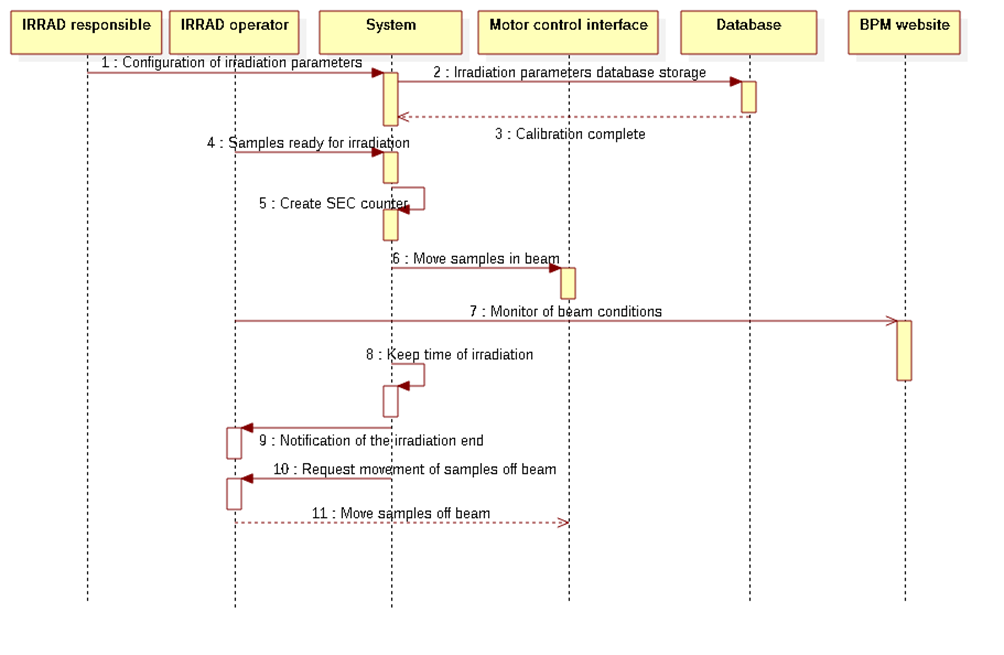 IRRAD responsible
IRRAD operator
System
Motor control interface
Database
BPM website
1 : Configuration of irradiation parameters
2 : Irradiation parameters database storage
3 : Calibration complete
4 : Samples ready for irradiation
5 : Create SEC counter
6 : Move samples in beam
7 : Monitor of beam conditions
8 : Keep time of irradiation
9 : Notification of the irradiation end
10 : Request movement of samples off beam
11 : Move samples off beam